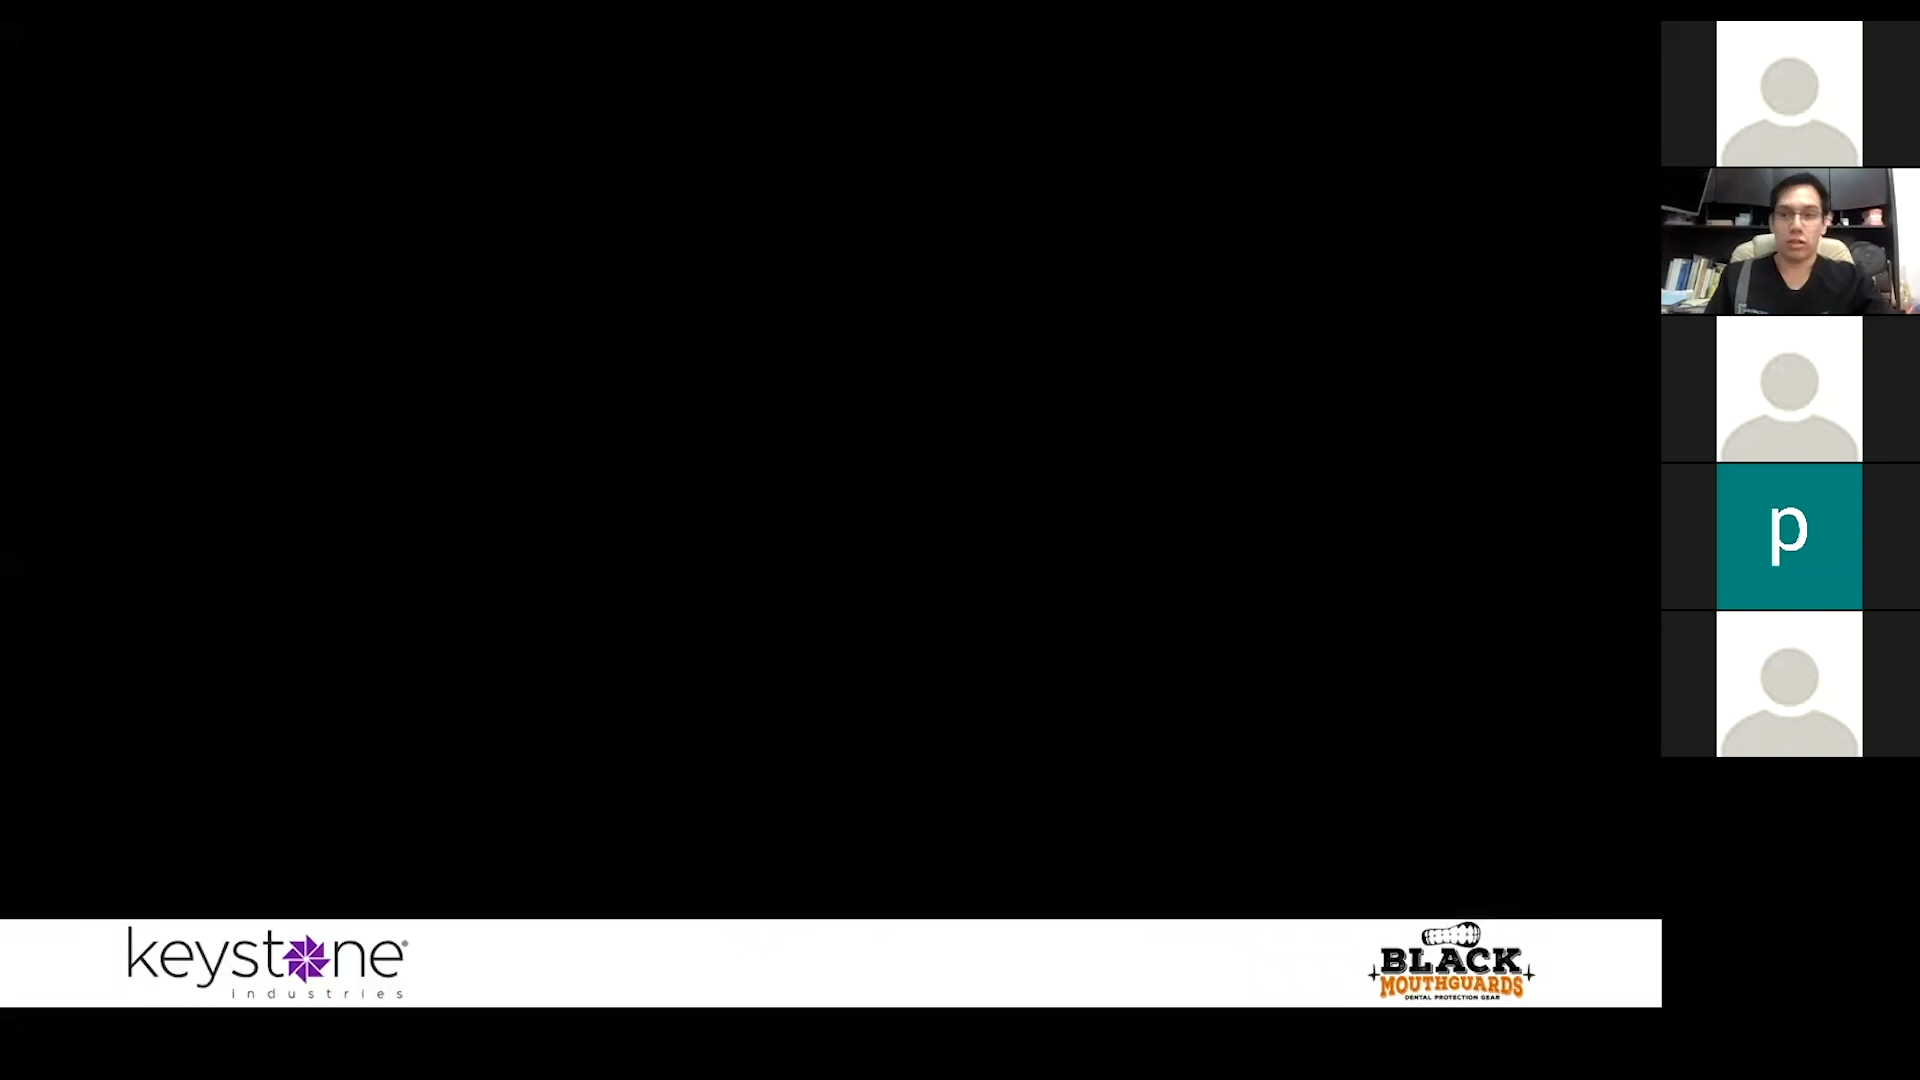 p
keystone®
industries
BLACK
MOUTHGUARDS
DENTAL PROTECTION GEAR